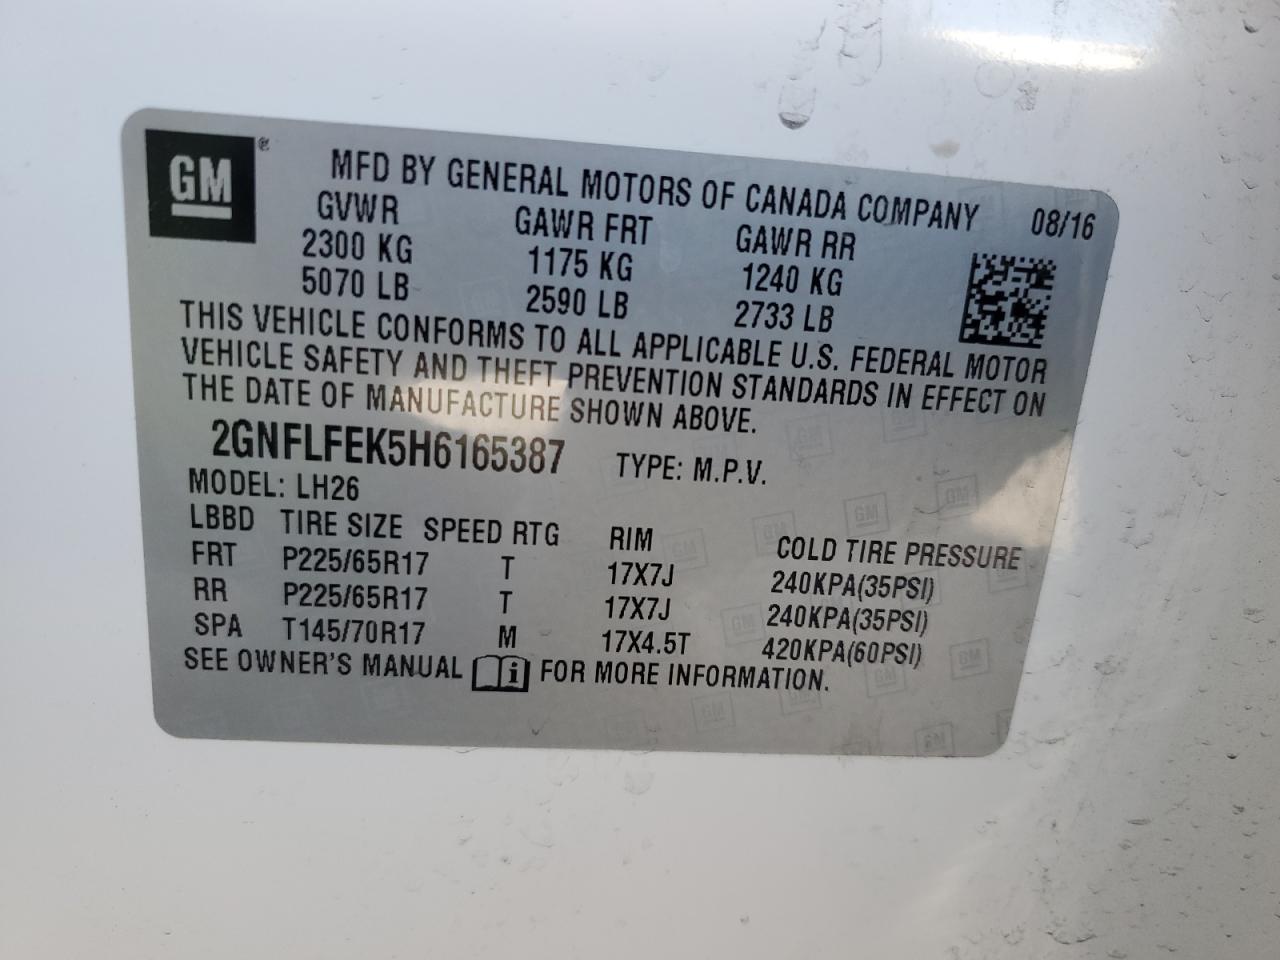 GM ®
MFD BY GENERAL MOTORS OF CANADA COMPANY 08/16
GVWR GAWR FRT GAWR RR
2300 KG 1175 KG 1240 KG
5070 LB 2590 LB 2733 LB
THIS VEHICLE CONFORMS TO ALL APPLICABLE U.S. FEDERAL MOTOR
VEHICLE SAFETY AND THEFT PREVENTION STANDARDS IN EFFECT ON
THE DATE OF MANUFACTURE SHOWN ABOVE.
2GNFLFEK5H6165387 TYPE: M.P.V.
MODEL: LH26
LBBD TIRE SIZE SPEED RTG RIM COLD TIRE PRESSURE
FRT P225/65R17 T 17X7J 240KPA(35PSI)
RR P225/65R17 T 17X7J 240KPA(35PSI)
SPA T145/70R17 M 17X4.5T 420KPA(60PSI)
SEE OWNER'S MANUAL i FOR MORE INFORMATION.